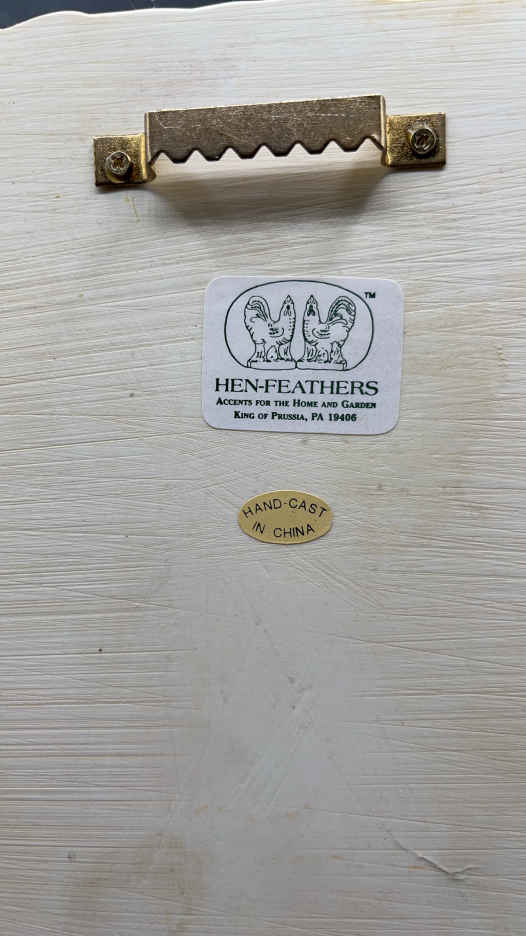 TM
HEN-FEATHERS
ACCENTS FOR THE HOME AND GARDEN
KING OF PRUSSIA, PA 19406
HAND-CAST
IN CHINA